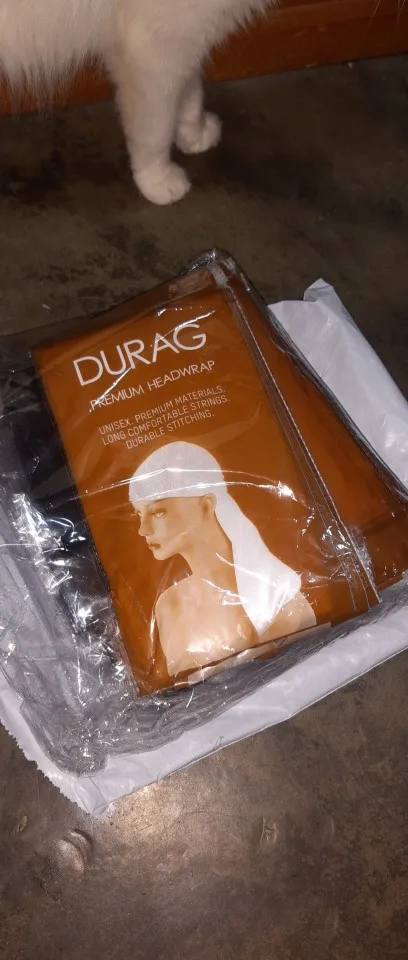 DURAG
PREMIUM HEADWRAP
UNISEX. PREMIUM MATERIALS.
LONG COMFORTABLE STRINGS.
DURABLE STITCHING.